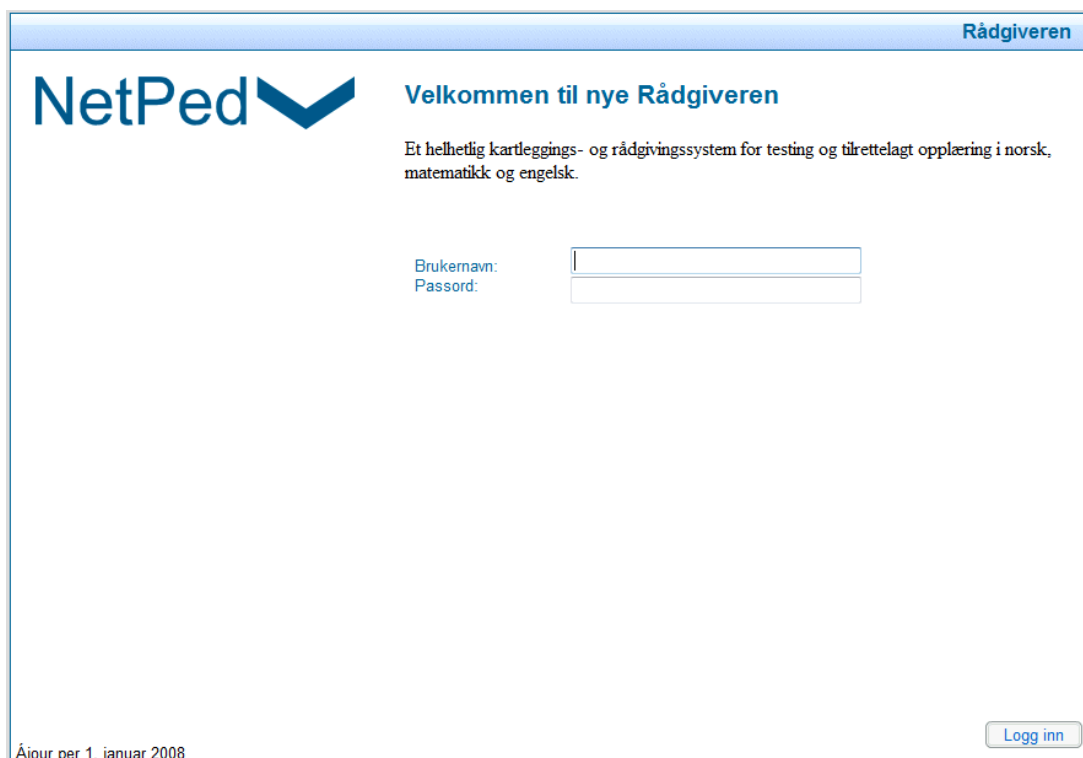 Rådgiveren
NetPed
Velkommen til nye Rådgiveren
Et helhetlig kartleggings- og rådgivingssystem for testing og tilrettelagt opplæring i norsk,
matematikk og engelsk.
Brukernavn:
Passord:
Logg inn
Ájour per 1. januar 2008